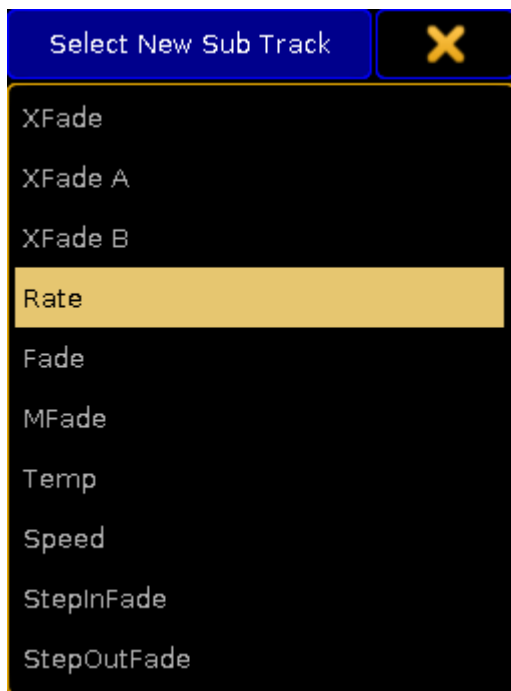 Select New Sub Track
XFade
XFade A
XFade B
Rate
Fade
MFade
Temp
Speed
StepInFade
StepOutFade